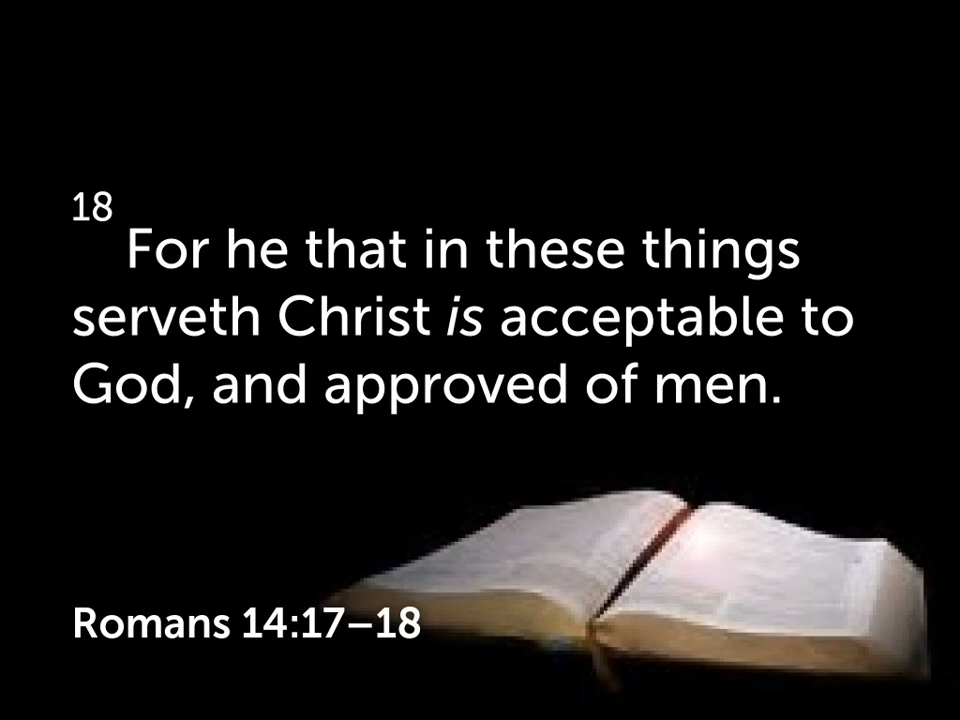 18
For he that in these things
serveth Christ is acceptable to
God, and approved of men.
Romans 14:17–18